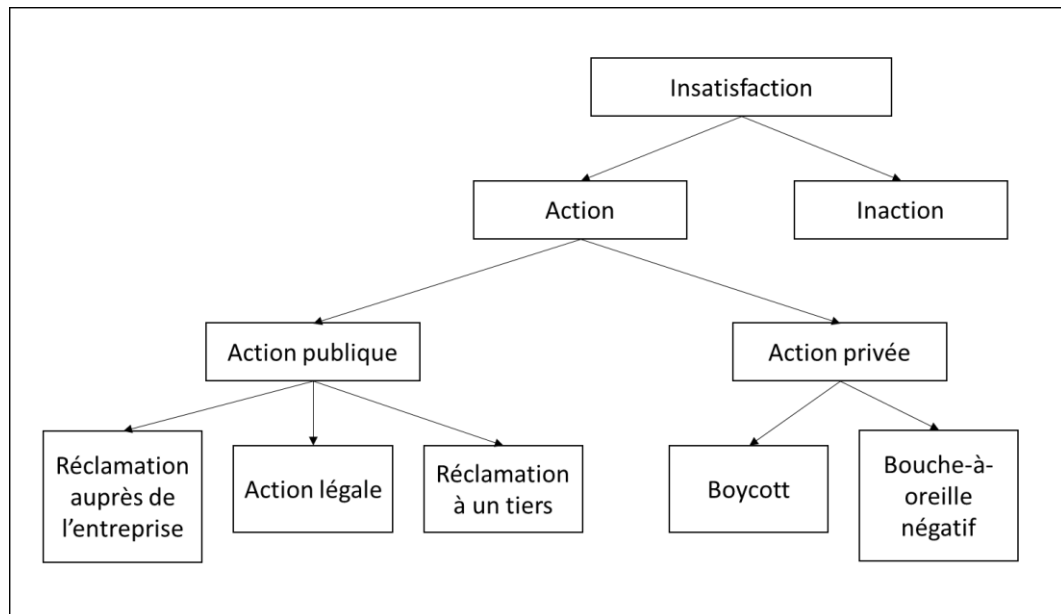 Insatisfaction
Action
Inaction
Action publique
Action privée
Réclamation
auprès de
l’entreprise
Action légale
Réclamation
à un tiers
Boycott
Bouche-à-
oreille
négatif